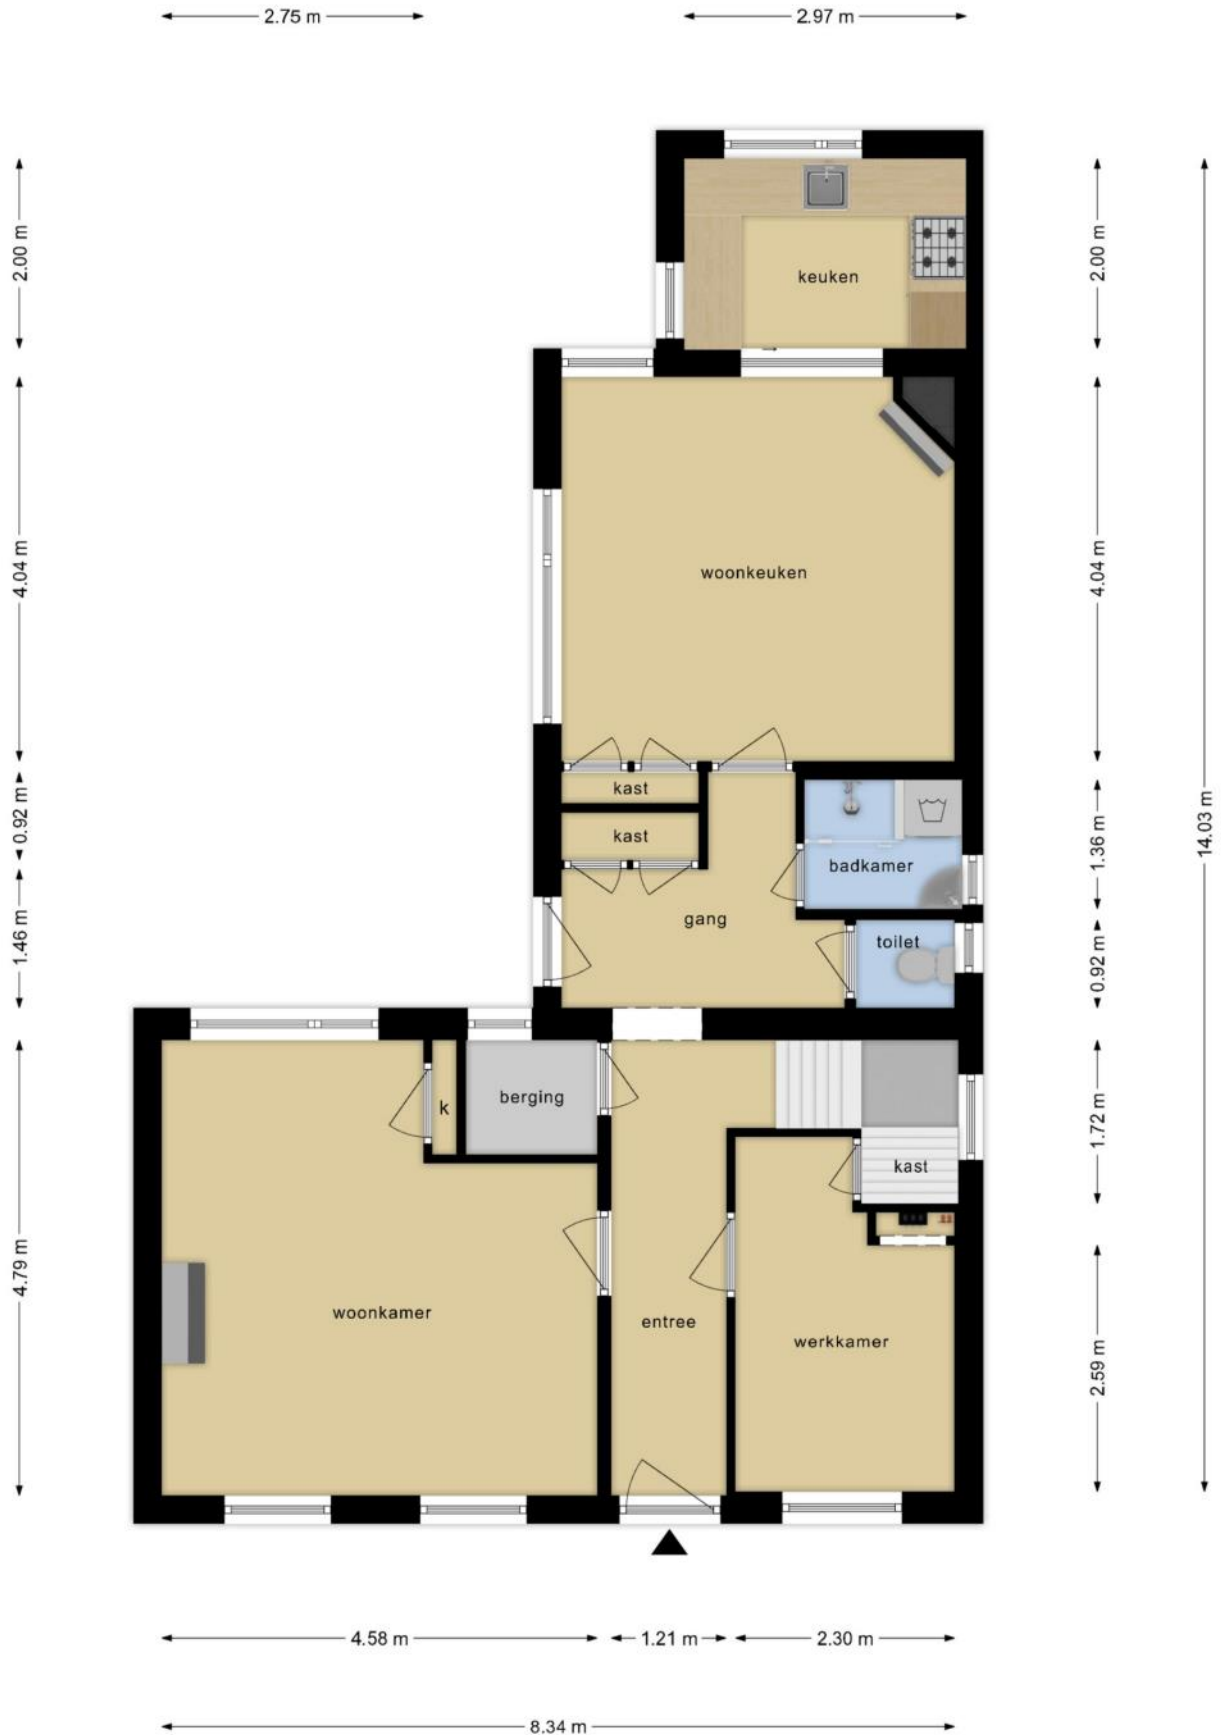 2.75 m
2.97 m
2.00 m
4.04 m
0.92 m
1.46 m
4.79 m
keuken
woonkeuken
kast
kast
badkamer
gang
toilet
k
berging
kast
woonkamer
entree
werkkamer
2.00 m
4.04 m
1.36 m
0.92 m
1.72 m
2.59 m
14.03 m
4.58 m
1.21 m
2.30 m
8.34 m